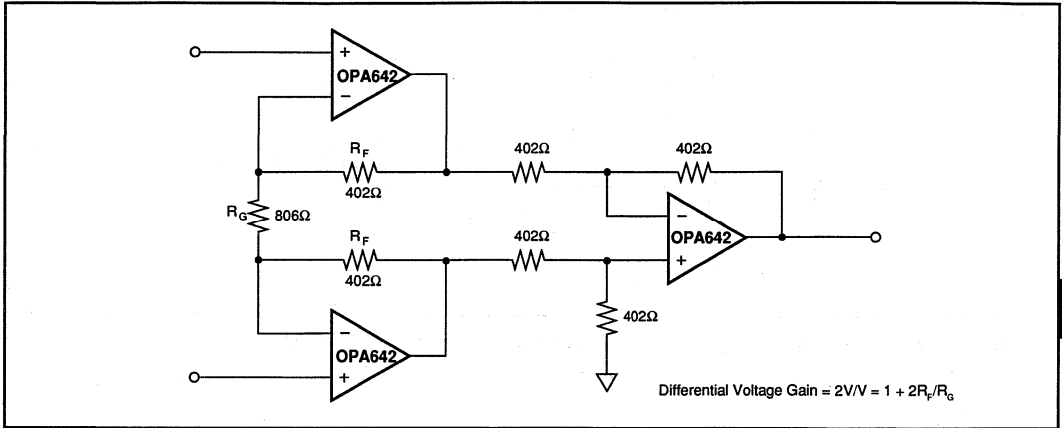 +
OPA642
−
R_F
402Ω
402Ω
402Ω
R_G
806Ω
−
OPA642
+
R_F
402Ω
402Ω
402Ω
−
OPA642
+
Differential Voltage Gain = 2V/V = 1 + 2R_F/R_G